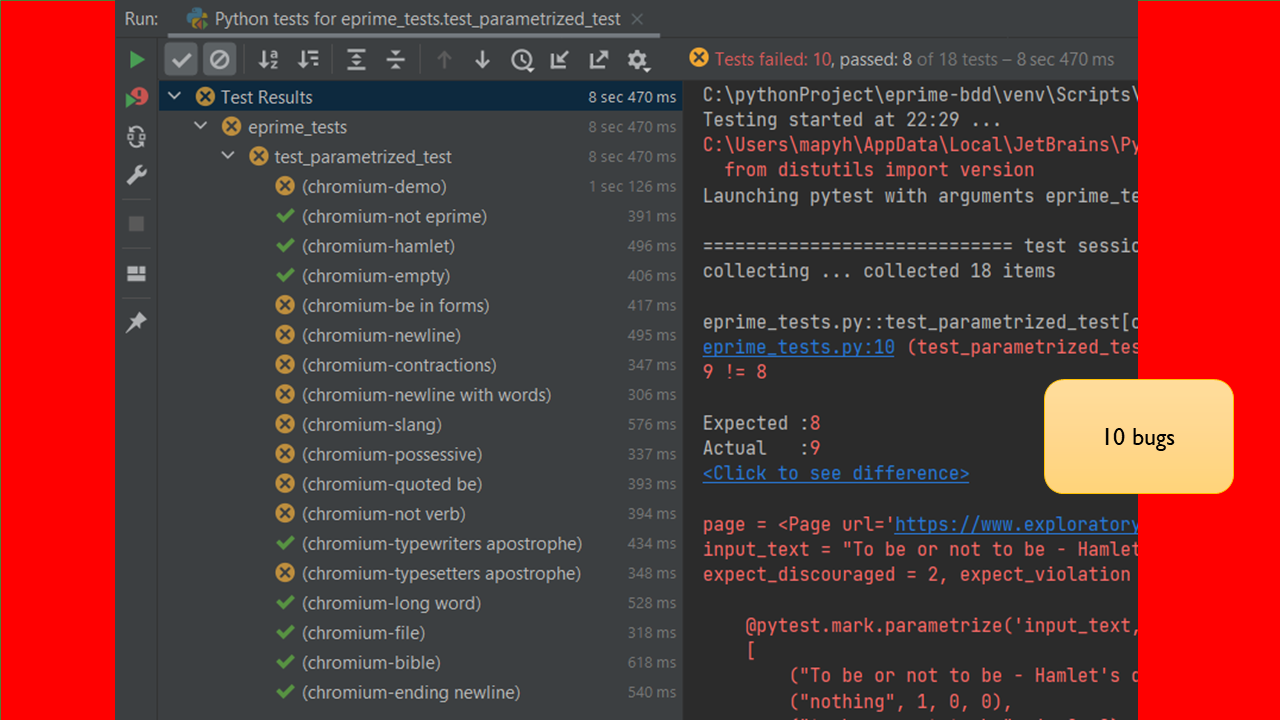 Run: Python tests for eprime_tests.test_parametrized_test
Tests failed: 10, passed: 8 of 18 tests – 8 sec 470 ms
Test Results 8 sec 470 ms
eprime_tests 8 sec 470 ms
test_parametrized_test 8 sec 470 ms
(chromium-demo) 1 sec 126 ms
(chromium-not eprime) 391 ms
(chromium-hamlet) 496 ms
(chromium-empty) 406 ms
(chromium-be in forms) 417 ms
(chromium-newline) 495 ms
(chromium-contractions) 347 ms
(chromium-newline with words) 306 ms
(chromium-slang) 576 ms
(chromium-possessive) 337 ms
(chromium-quoted be) 393 ms
(chromium-not verb) 394 ms
(chromium-typewriters apostrophe) 434 ms
(chromium-typesetters apostrophe) 348 ms
(chromium-long word) 528 ms
(chromium-file) 318 ms
(chromium-bible) 618 ms
(chromium-ending newline) 540 ms
C:\pythonProject\eprime-bdd\venv\Scripts\
Testing started at 22:29 ...
C:\Users\mapyh\AppData\Local\JetBrains\Py
from distutils import version
Launching pytest with arguments eprime_te
============================= test sessio
collecting ... collected 18 items
eprime_tests.py::test_parametrized_test[c
eprime_tests.py:10 (test_parametrized_tes
9 != 8
Expected :8
Actual :9
<Click to see difference>
page = <Page url='https://www.exploratory
input_text = "To be or not to be - Hamlet
expect_discouraged = 2, expect_violation
@pytest.mark.parametrize('input_text,
[
("To be or not to be - Hamlet's d
("nothing", 1, 0, 0),
10 bugs